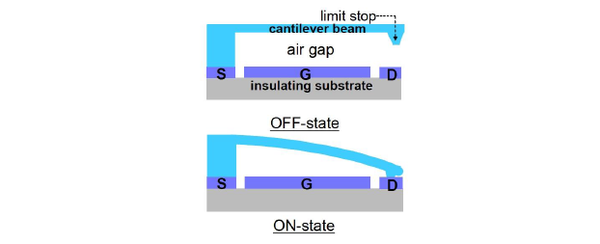 limit stop
cantilever beam
air gap
S G D
insulating substrate
OFF-state
S G D
ON-state